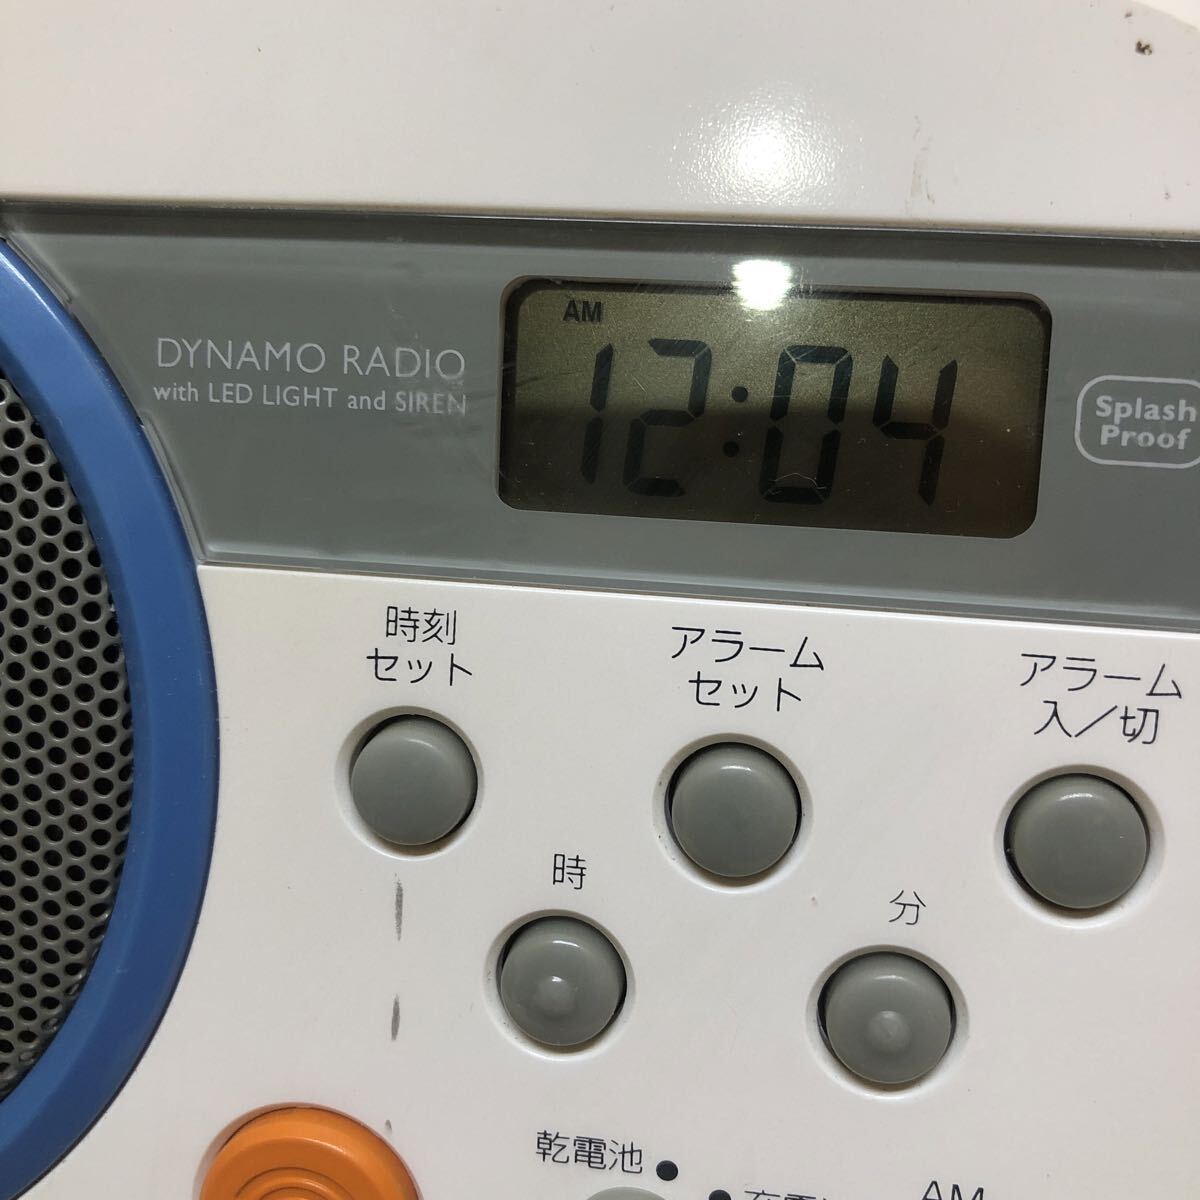 AM
12:04
DYNAMO RADIO
with LED LIGHT and SIREN
Splash
Proof
時刻
セット
アラーム
セット
アラーム
入／切
時
分
乾電池
AM